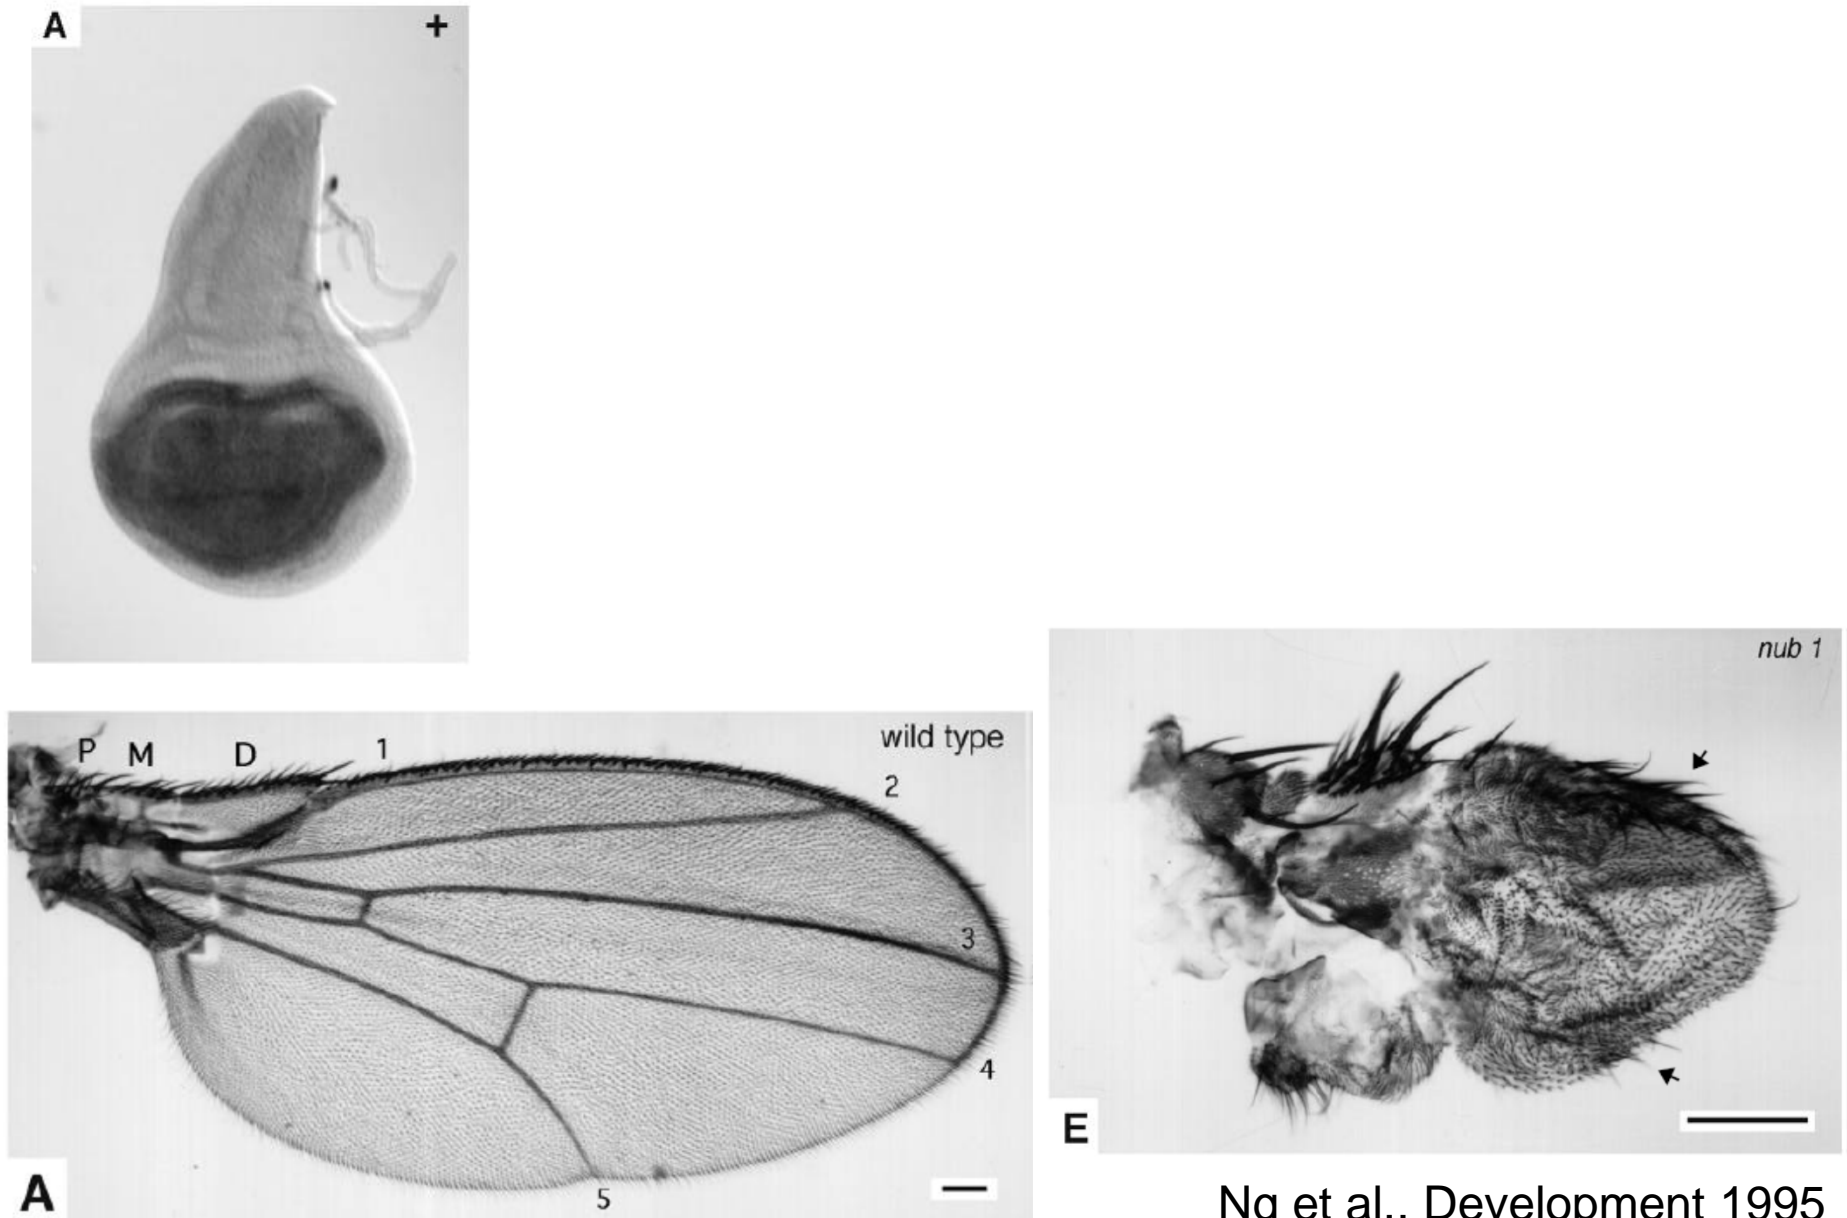 A +
nub 1
P M D 1 wild type
2
3
4
E
A 5
Ng et al., Development 1995